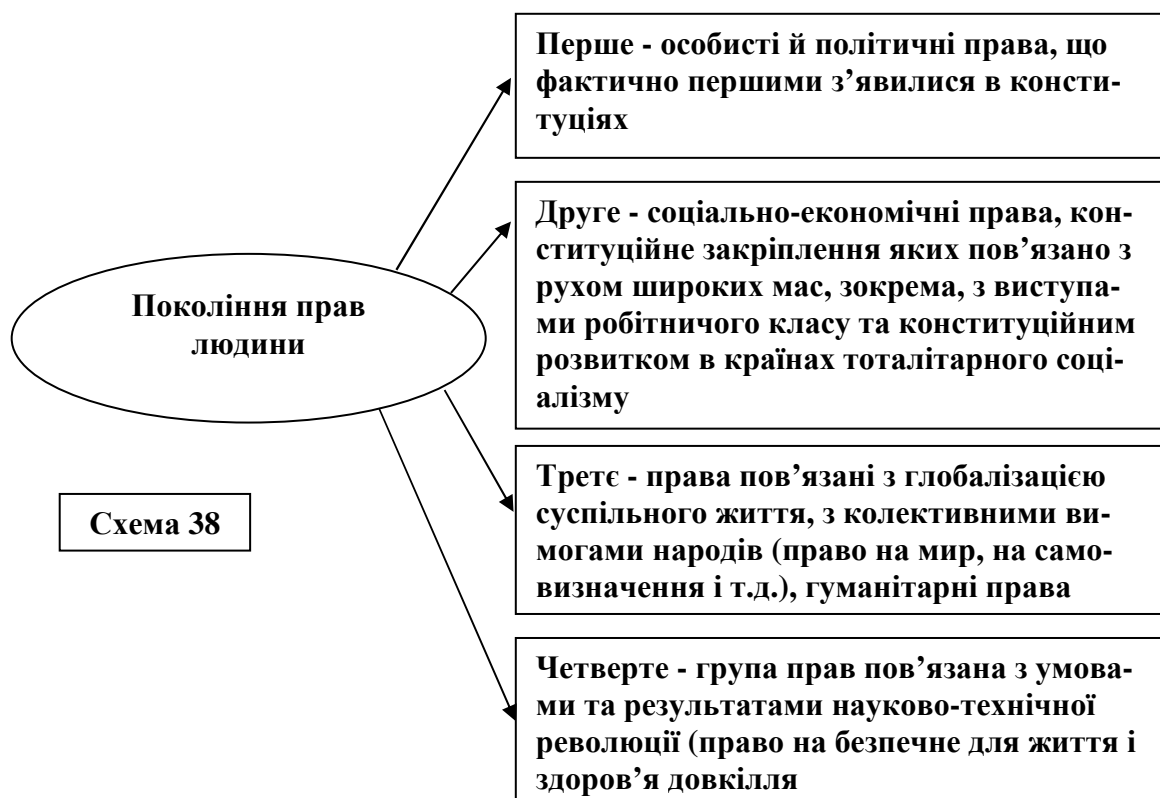 Перше - особисті й політичні права, що
фактично першими з’явилися в консти-
туціях
Друге - соціально-економічні права, кон-
ституційне закріплення яких пов’язано з
рухом широких мас, зокрема, з виступа-
ми робітничого класу та конституційним
розвитком в країнах тоталітарного соці-
алізму
Покоління прав
людини
Третє - права пов’язані з глобалізацією
суспільного життя, з колективними ви-
могами народів (право на мир, на само-
визначення і т.д.), гуманітарні права
Схема 38
Четверте - група прав пов’язана з умова-
ми та результатами науково-технічної
революції (право на безпечне для життя і
здоров’я довкілля